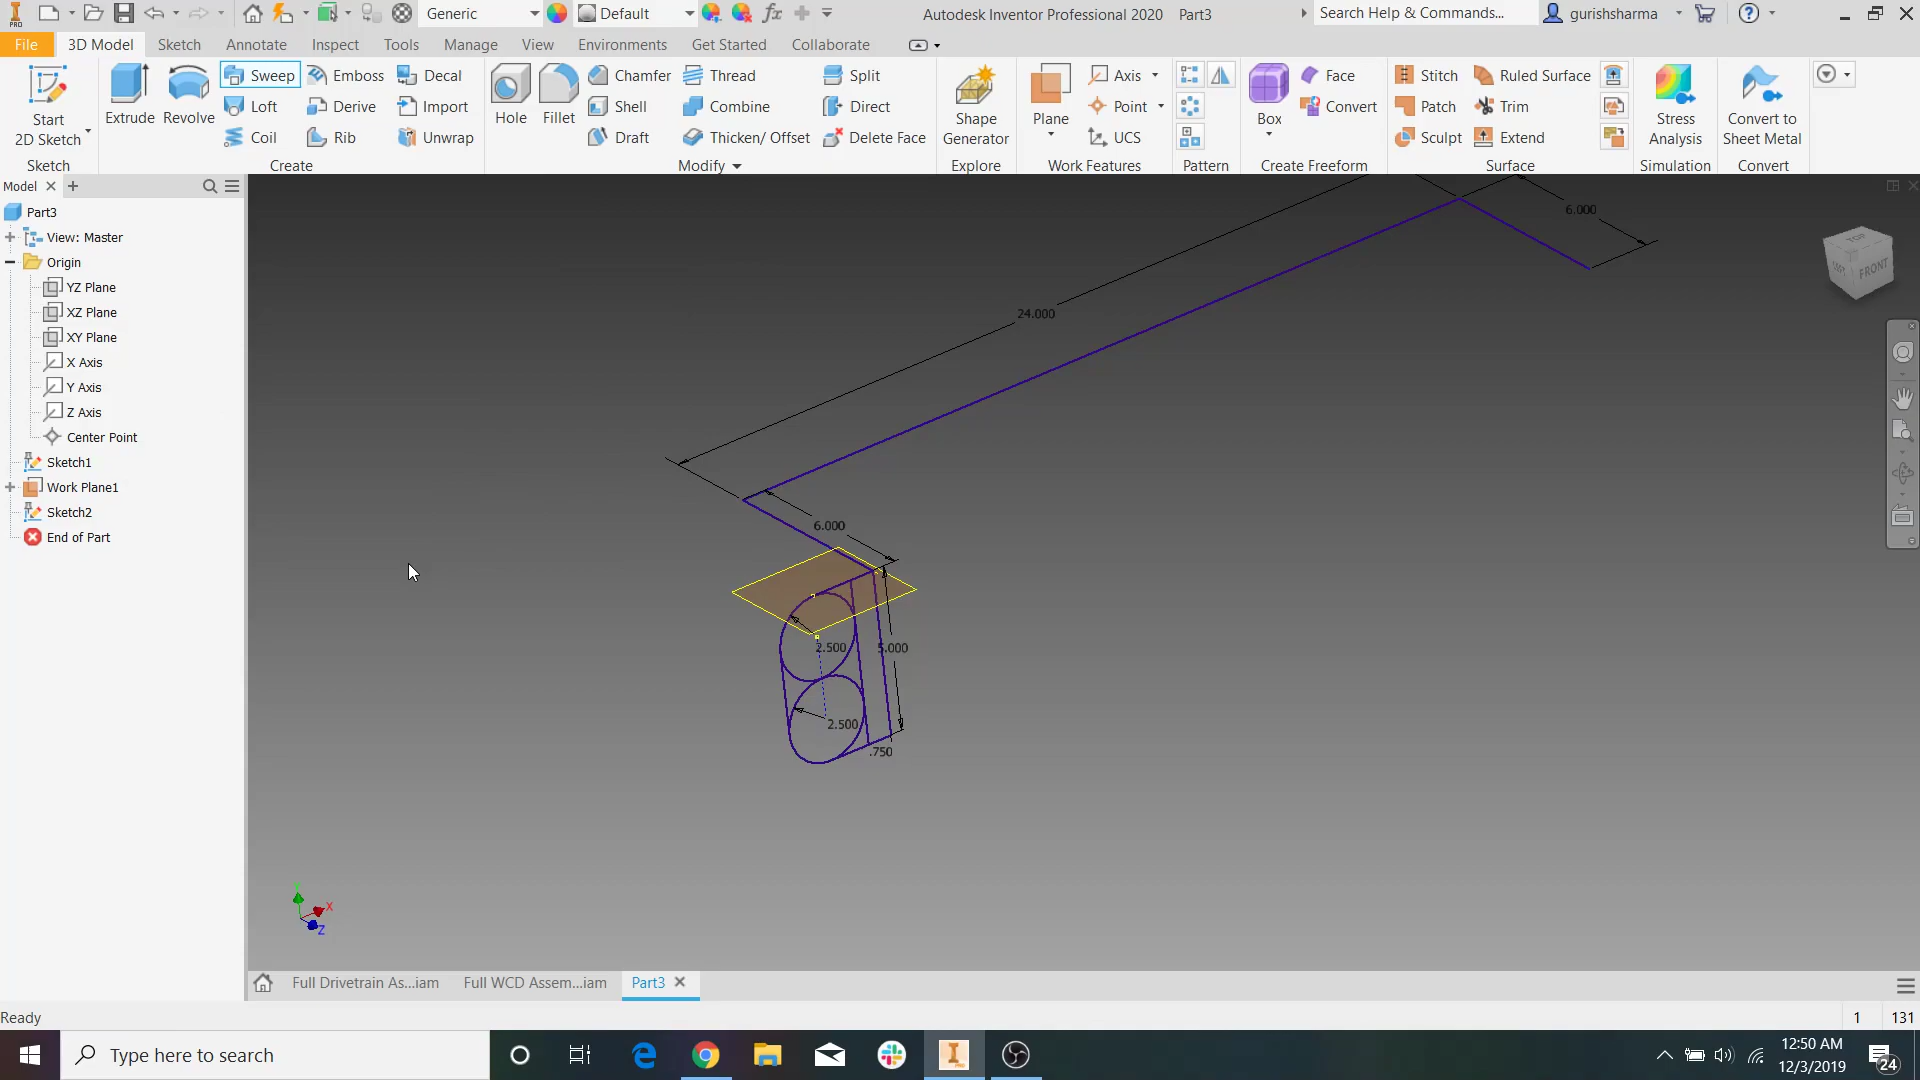 PRO
Generic
Default
fx
Autodesk Inventor Professional 2020 Part3
Search Help & Commands...
gurishsharma
File
3D Model
Sketch
Annotate
Inspect
Tools
Manage
View
Environments
Get Started
Collaborate
Start
2D Sketch
Sketch
Extrude
Revolve
Sweep
Loft
Coil
Emboss
Derive
Rib
Decal
Import
Unwrap
Create
Hole
Fillet
Chamfer
Shell
Draft
Thread
Combine
Thicken/ Offset
Split
Direct
Delete Face
Modify
Shape
Generator
Explore
Plane
Axis
Point
UCS
Work Features
Pattern
Box
Face
Convert
Create Freeform
Stitch
Patch
Sculpt
Ruled Surface
Trim
Extend
Surface
Stress
Analysis
Simulation
Convert to
Sheet Metal
Convert
Model
Part3
View: Master
Origin
YZ Plane
XZ Plane
XY Plane
X Axis
Y Axis
Z Axis
Center Point
Sketch1
Work Plane1
Sketch2
End of Part
6.000
24.000
6.000
2.500
5.000
2.500
.750
TOP
FRONT
X
Z
Full Drivetrain As...iam
Full WCD Assem...iam
Part3
Ready
1
131
Type here to search
12:50 AM
12/3/2019
24